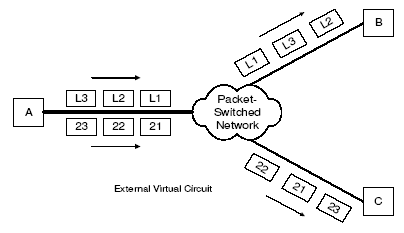 B
L1 L3 L2
L3 L2 L1
A
Packet-
Switched
Network
23 22 21
22 21 23
External Virtual Circuit
C